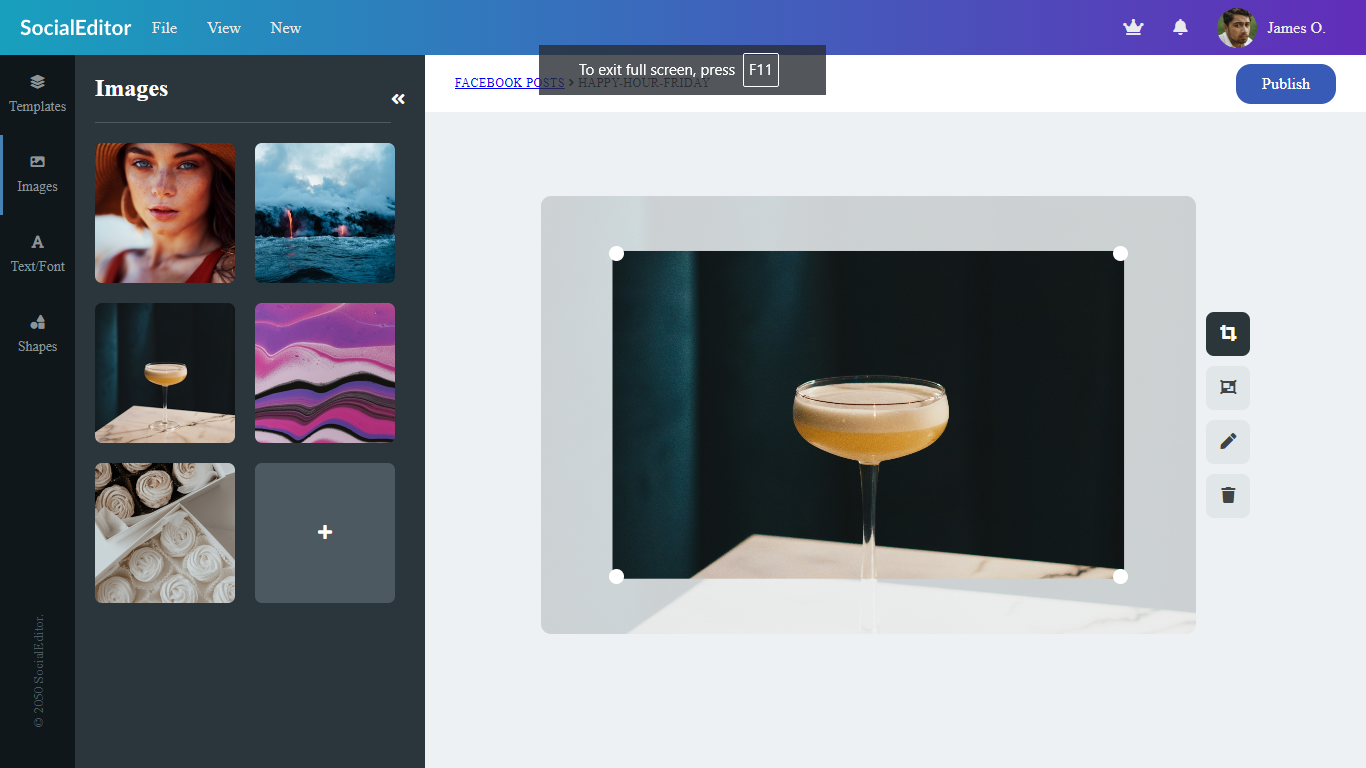 SocialEditor File View New James O.
To exit full screen, press F11
FACEBOOK POSTS > HAPPY-HOUR-FRIDAY
Publish
Templates
Images
Text/Font
Shapes
© 2050 SocialEditor.
Images